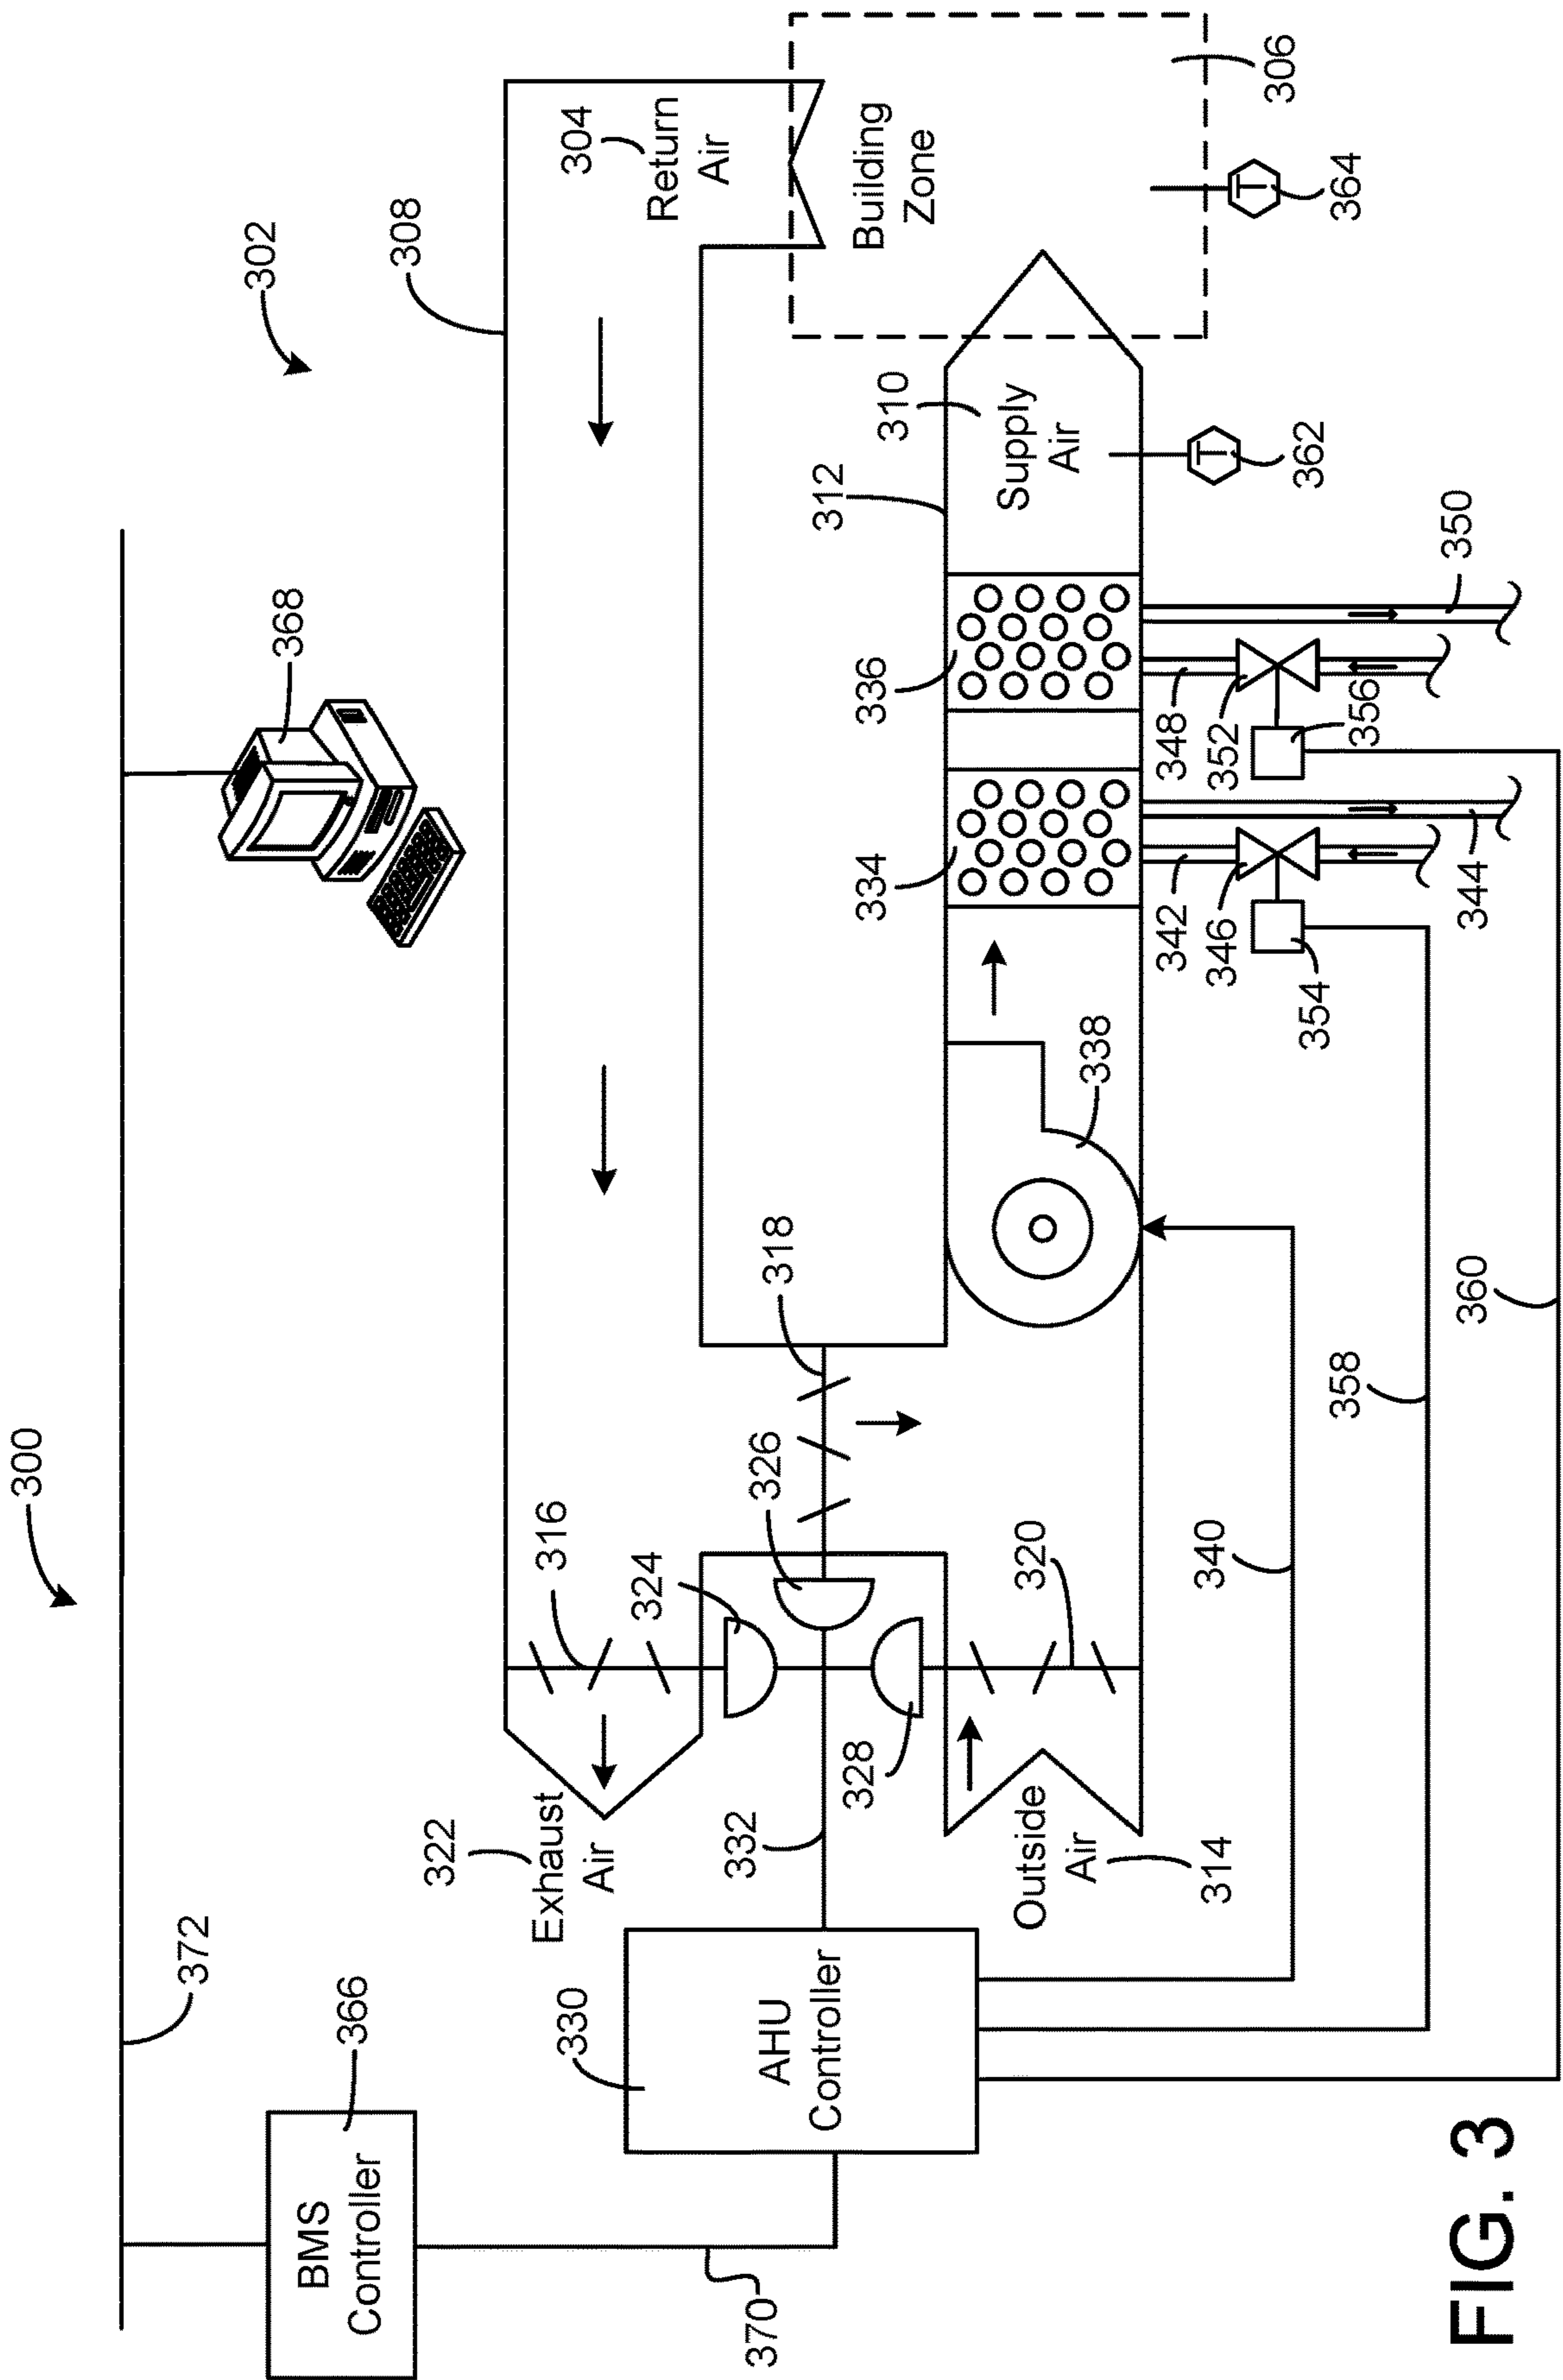 300
302
372
368
366
BMS
Controller
370
308
304
Return
Air
Building
Zone
306
364
322
Exhaust
Air
316
324
326
318
332
328
330
AHU
Controller
Outside
Air
314
320
338
334
336
312
310
Supply
Air
T
362
T
342
346
354
344
348
352
356
350
340
358
360
FIG. 3